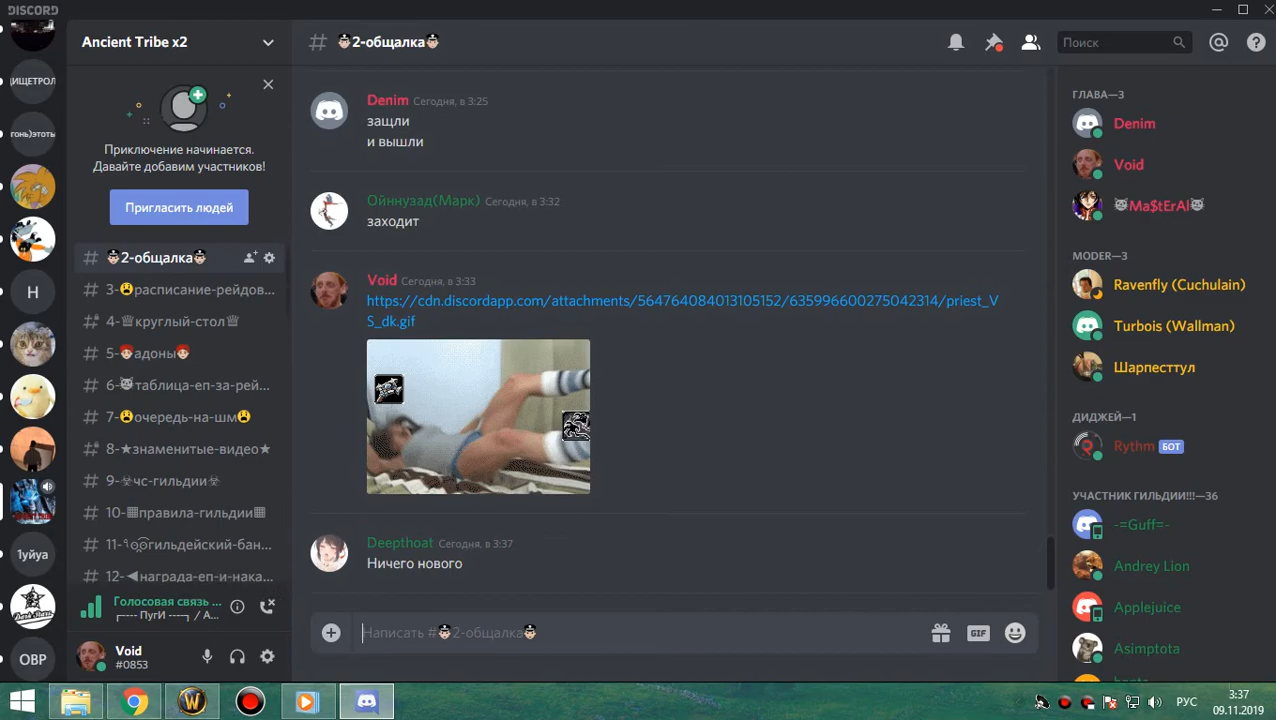 DISCORD
ДИЩЕТРОЛ
гонь)этоты
Н
1уйуа
ОВР
Ancient Tribe x2
Приключение начинается.
Давайте добавим участников!
Пригласить людей
# 2-общалка
# 3-расписание-рейдов...
# 4-♕круглый-стол♕
# 5-адоны
# 6-таблица-еп-за-рей...
# 7-очередь-на-шм
# 8-★знаменитые-видео★
# 9-☣чс-гильдии☣
# 10-▦правила-гильдии▦
гильдейский-бан...
# 12-◀награда-еп-и-нака...
Голосовая связь ...
ПугИ ----┐ / А...
Void
#0853
# 2-общалка
Поиск
Denim Сегодня, в 3:25
защли
и вышли
Ойннузад(Марк) Сегодня, в 3:32
заходит
Void Сегодня, в 3:33
https://cdn.discordapp.com/attachments/564764084013105152/635996600275042314/priest_V
S_dk.gif
Deepthoat Сегодня, в 3:37
Ничего нового
Написать #2-общалка
GIF
ГЛАВА—3
Denim
Void
Ma$tErAl
MODER—3
Ravenfly (Cuchulain)
Turbois (Wallman)
Шарпесттул
ДИДЖЕЙ—1
Rythm БОТ
УЧАСТНИК ГИЛЬДИИ!!!—36
-=Guff=-
Andrey Lion
Applejuice
Asimptota
РУС
3:37
09.11.2019